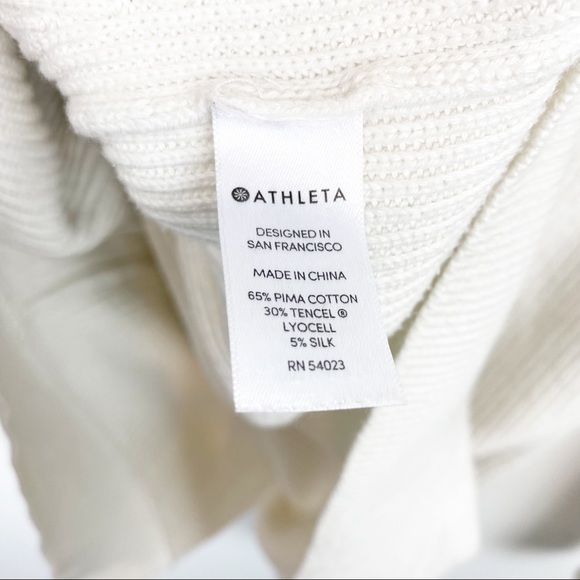 ATHLETA
DESIGNED IN
SAN FRANCISCO
MADE IN CHINA
65% PIMA COTTON
30% TENCEL ®
LYOCELL
5% SILK
RN 54023